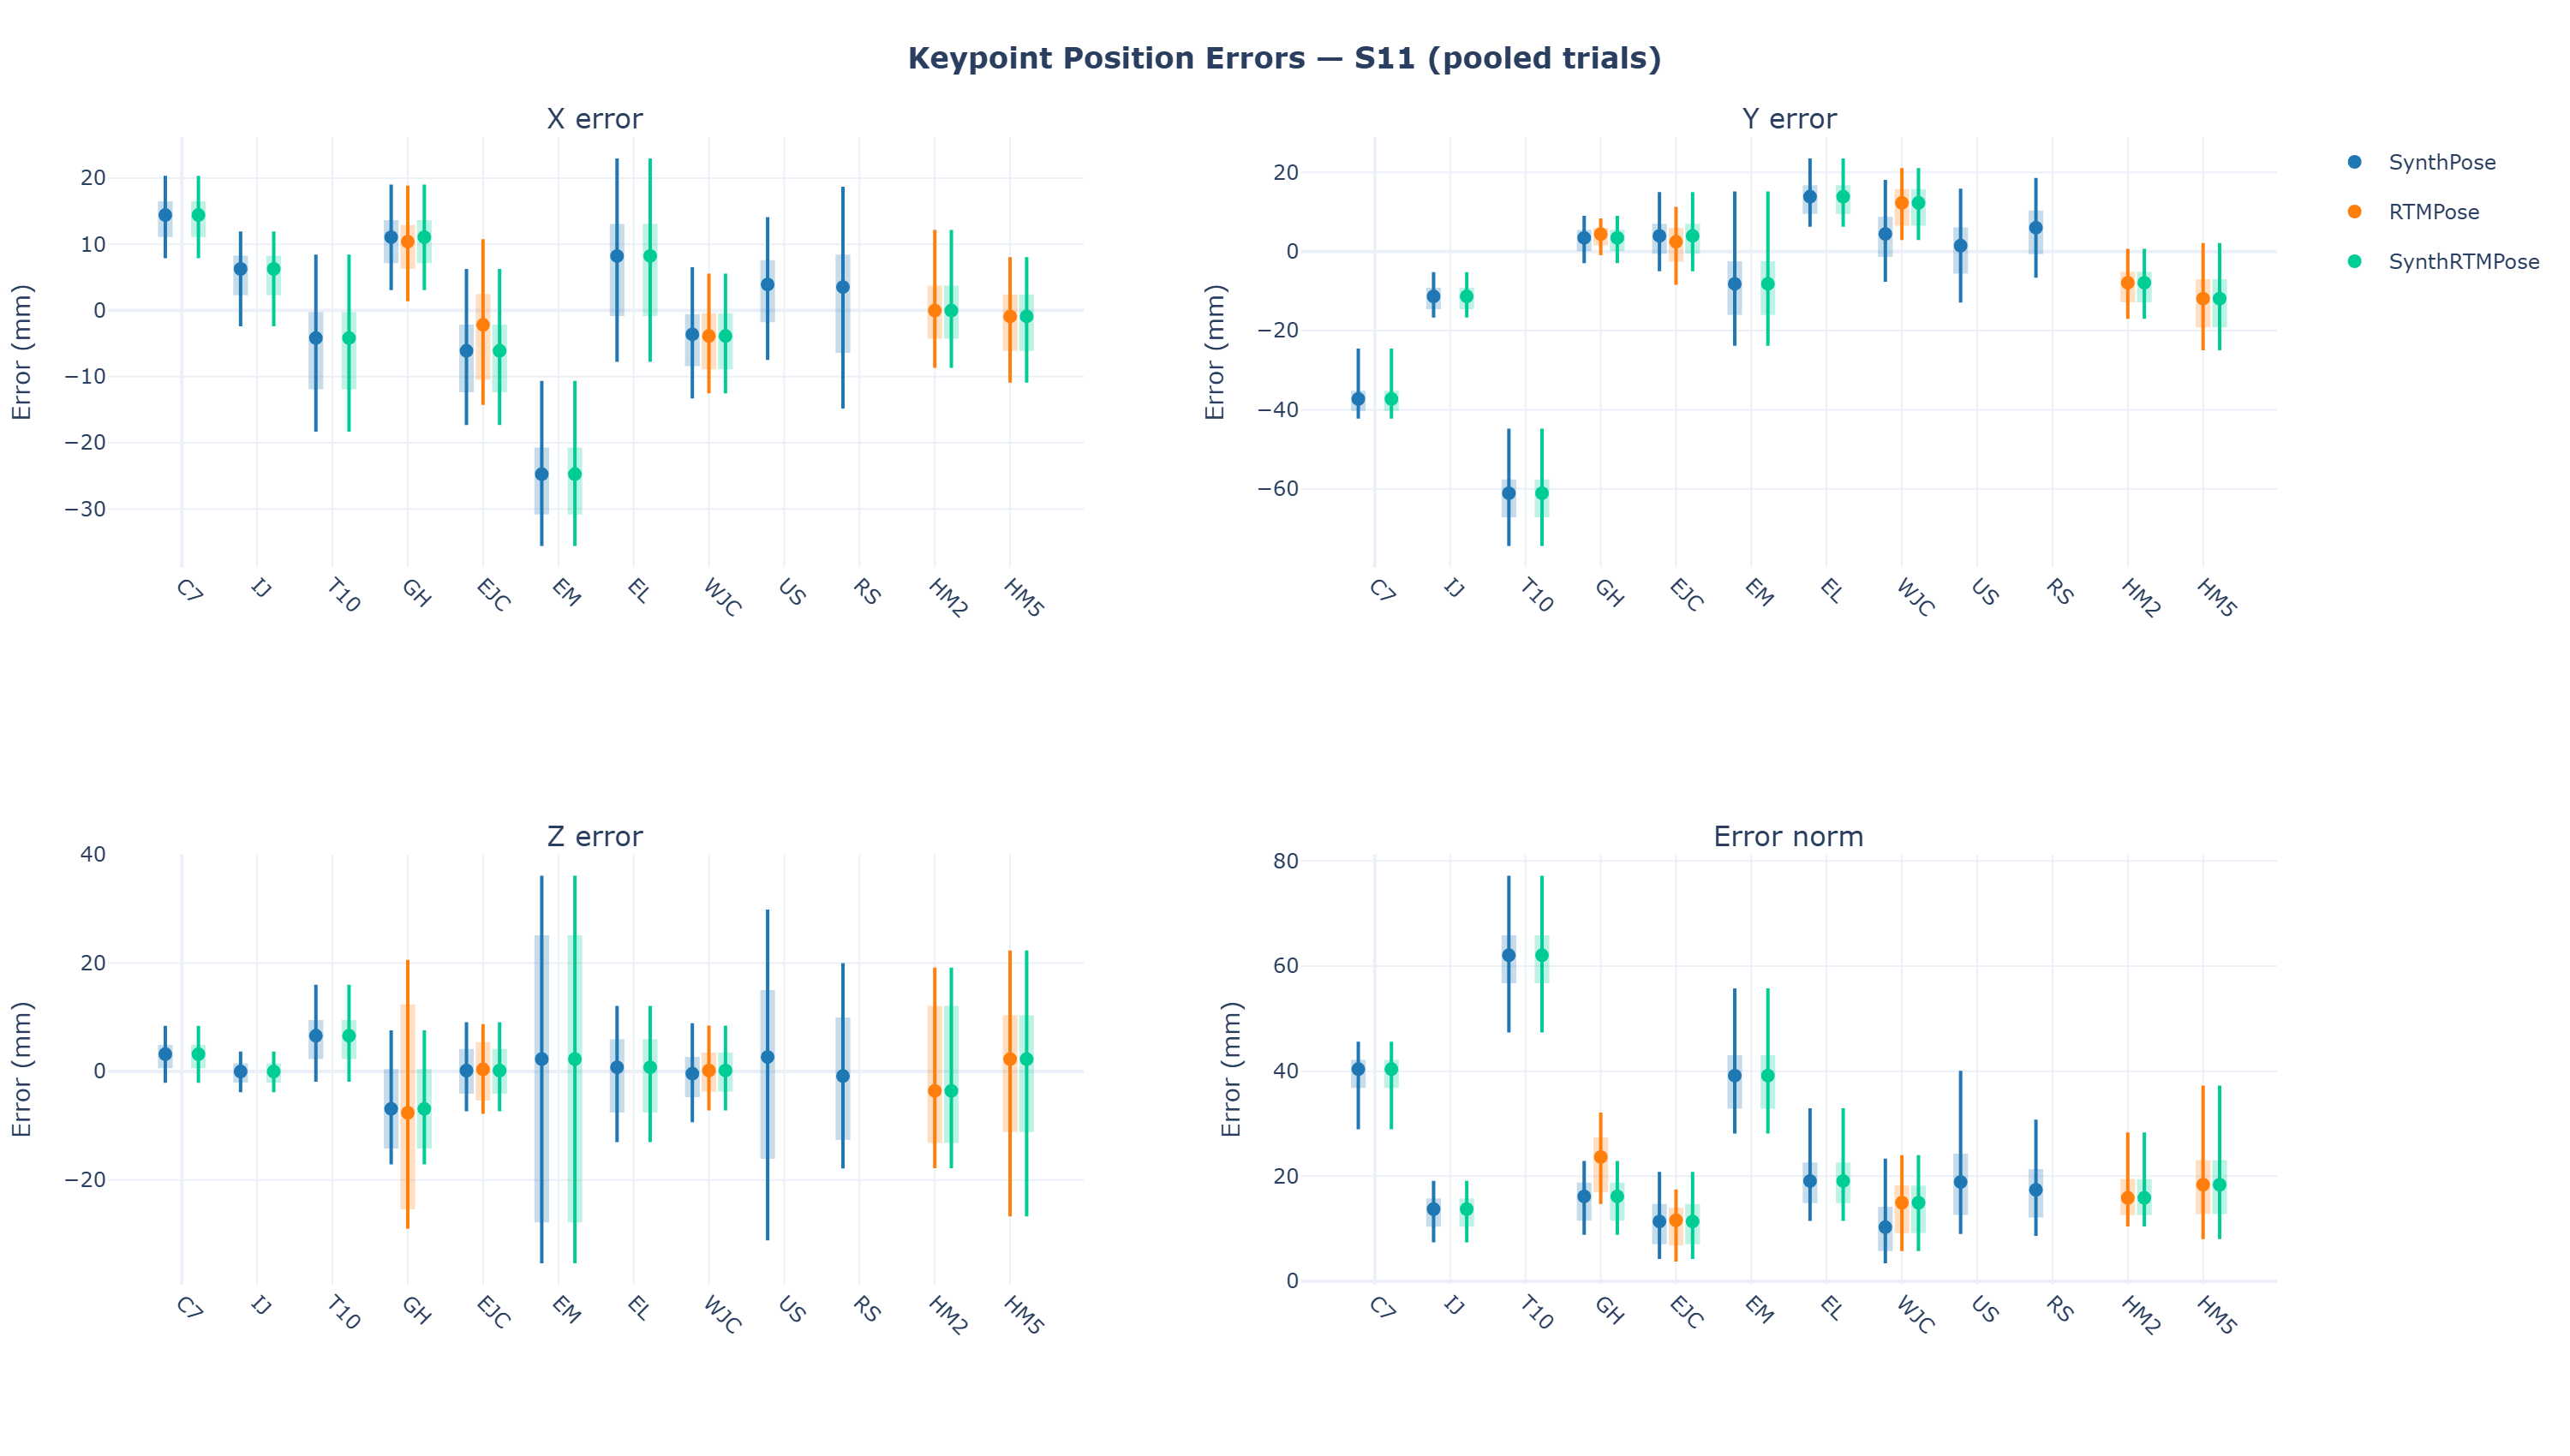 Keypoint Position Errors — S11 (pooled trials)
X error
Error (mm)
20
10
0
−10
−20
−30
C7 IJ T10 GH EJC EM EL WJC US RS HM2 HM5
Y error
Error (mm)
20
0
−20
−40
−60
C7 IJ T10 GH EJC EM EL WJC US RS HM2 HM5
SynthPose
RTMPose
SynthRTMPose
Z error
Error (mm)
40
20
0
−20
C7 IJ T10 GH EJC EM EL WJC US RS HM2 HM5
Error norm
Error (mm)
80
60
40
20
0
C7 IJ T10 GH EJC EM EL WJC US RS HM2 HM5